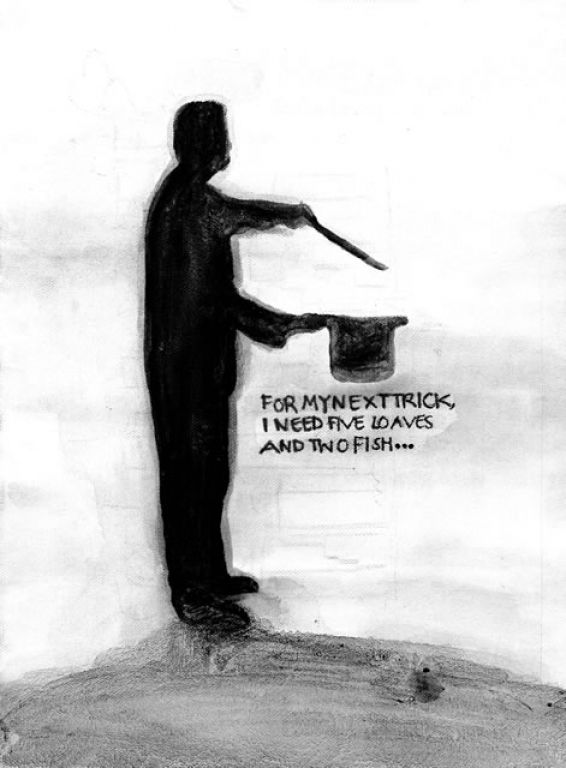 FOR MY NEXT TRICK,
I NEED FIVE LOAVES
AND TWO FISH...